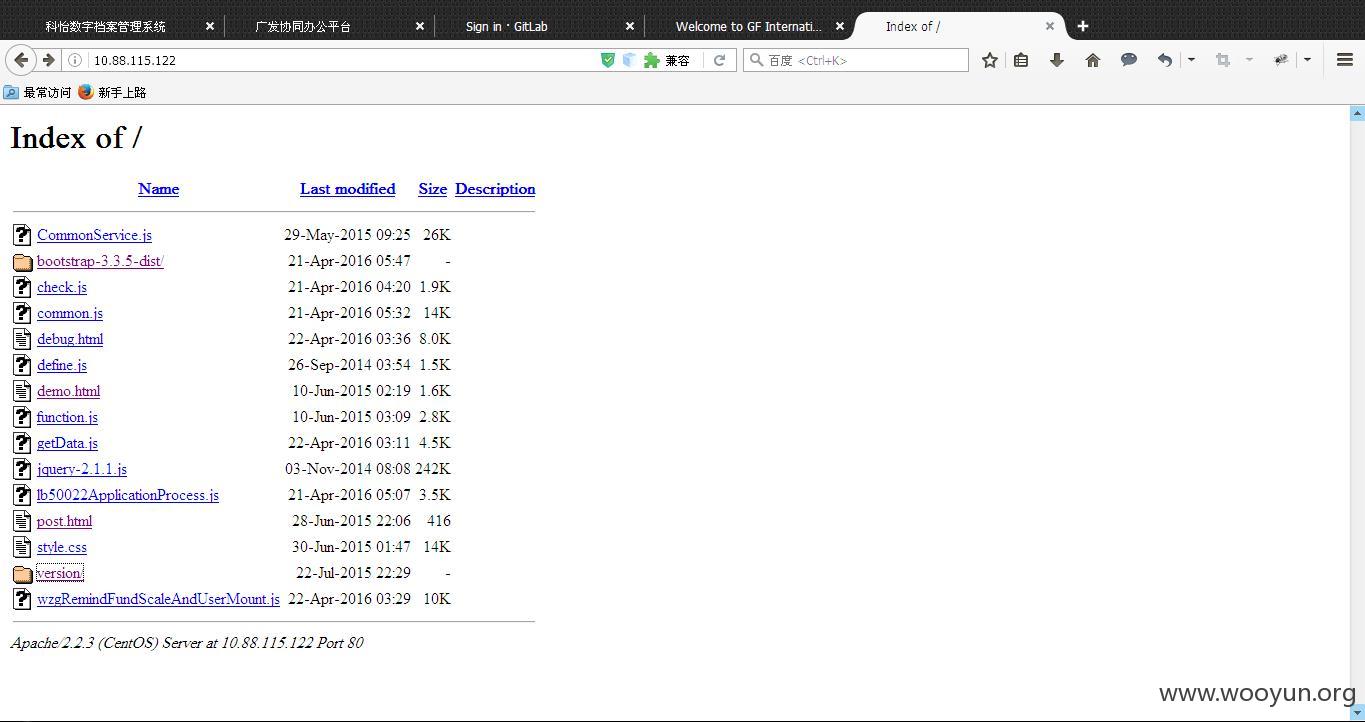 科怡数字档案管理系统 × 广发协同办公平台 × Sign in · GitLab × Welcome to GF Internati... × Index of / × +
10.88.115.122 兼容 百度 <Ctrl+K>
最常访问 新手上路
Index of /
Name Last modified Size Description
CommonService.js 29-May-2015 09:25 26K
bootstrap-3.3.5-dist/ 21-Apr-2016 05:47 -
check.js 21-Apr-2016 04:20 1.9K
common.js 21-Apr-2016 05:32 14K
debug.html 22-Apr-2016 03:36 8.0K
define.js 26-Sep-2014 03:54 1.5K
demo.html 10-Jun-2015 02:19 1.6K
function.js 10-Jun-2015 03:09 2.8K
getData.js 22-Apr-2016 03:11 4.5K
jquery-2.1.1.js 03-Nov-2014 08:08 242K
lb50022ApplicationProcess.js 21-Apr-2016 05:07 3.5K
post.html 28-Jun-2015 22:06 416
style.css 30-Jun-2015 01:47 14K
version/ 22-Jul-2015 22:29 -
wzgRemindFundScaleAndUserMount.js 22-Apr-2016 03:29 10K
Apache/2.2.3 (CentOS) Server at 10.88.115.122 Port 80
www.wooyun.org